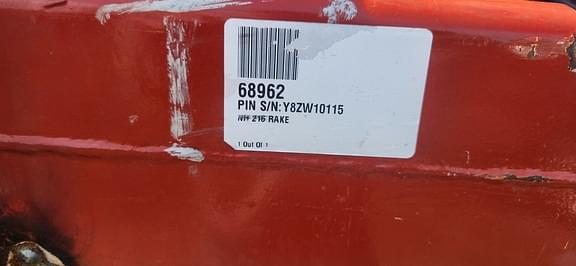 68962
PIN S/N: Y8ZW10115
NH 216 RAKE
1 Out Of 1